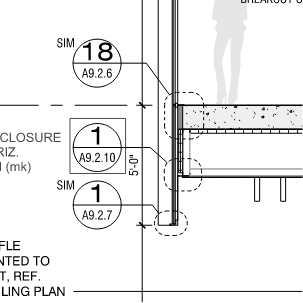 BREAKOUT
SIM
18
A9.2.6
CLOSURE
RIZ.
(mk)
1
A9.2.10
5'-0"
SIM
1
A9.2.7
FLE
NTED TO
T, REF.
LING PLAN